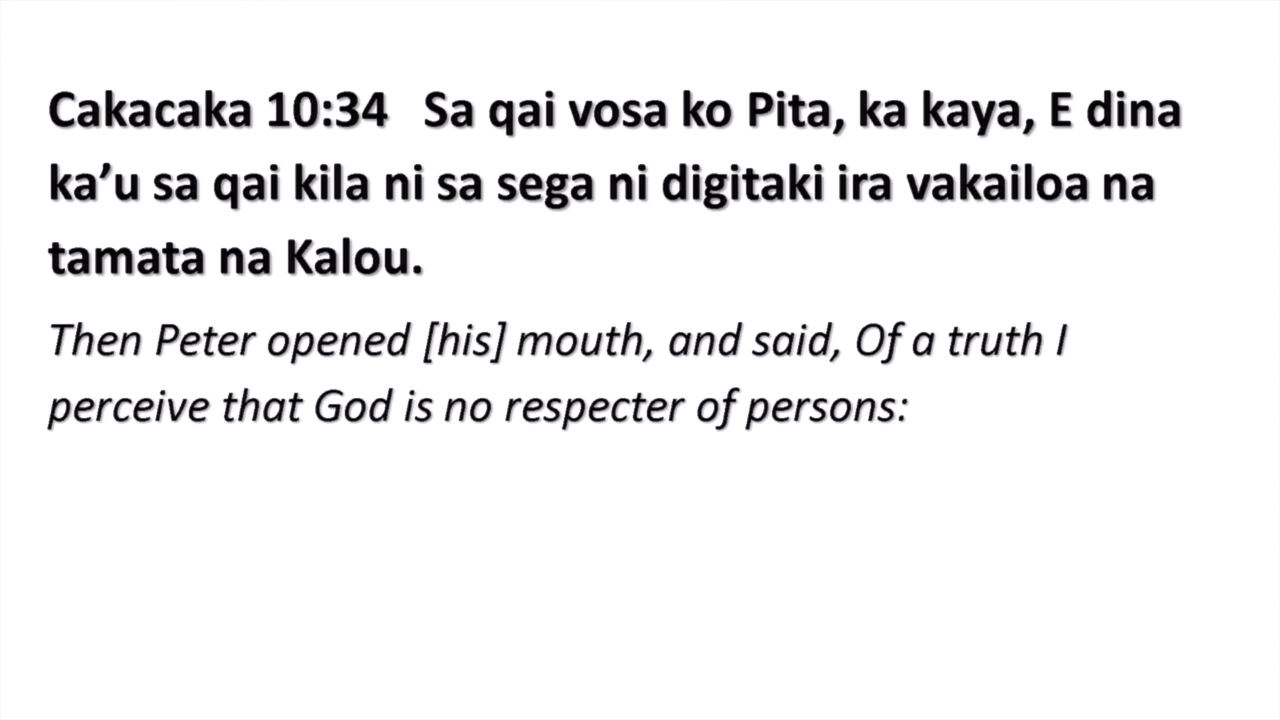 Cakacaka 10:34   Sa qai vosa ko Pita, ka kaya, E dina
ka’u sa qai kila ni sa sega ni digitaki ira vakailoa na
tamata na Kalou.
Then Peter opened [his] mouth, and said, Of a truth I
perceive that God is no respecter of persons: